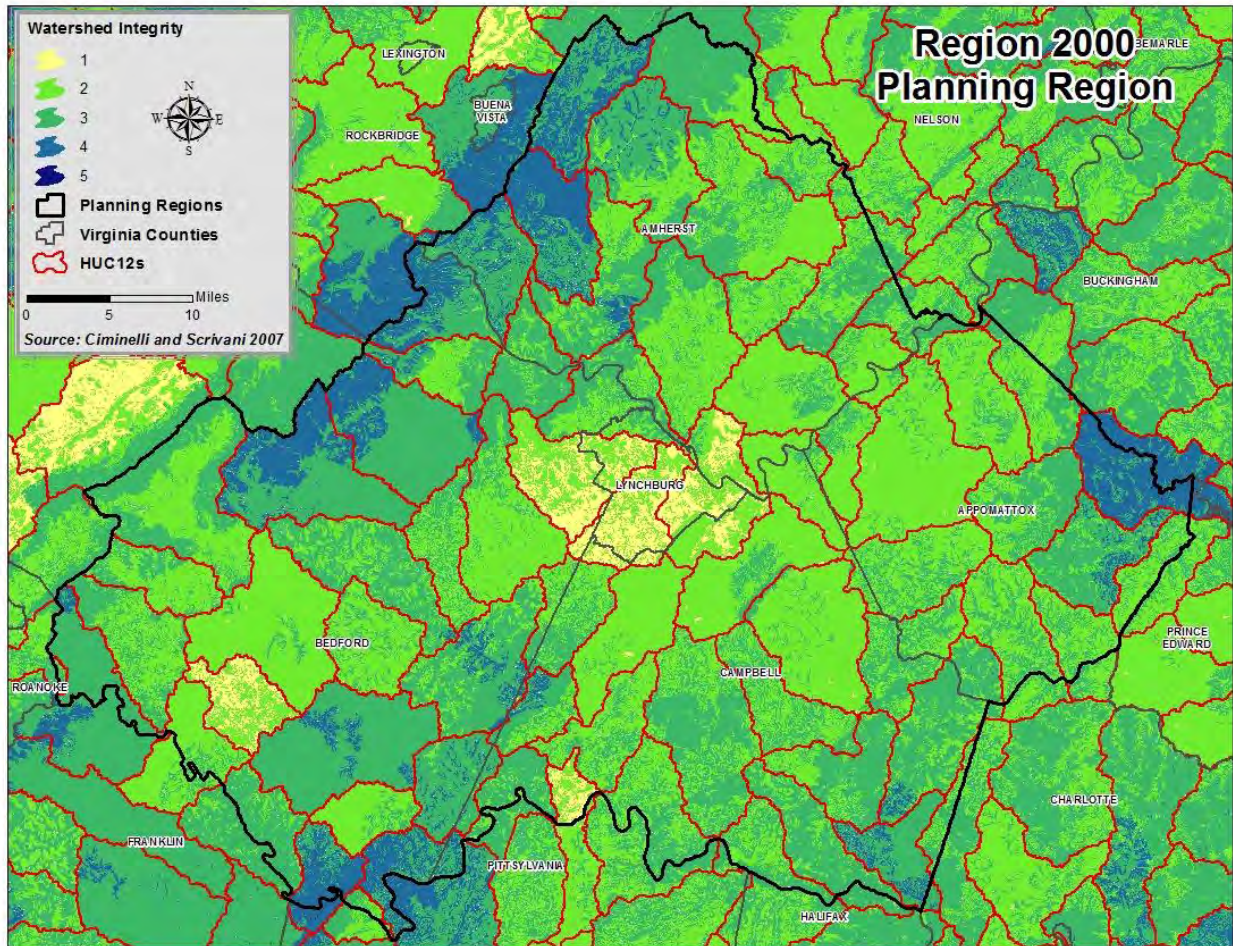 Watershed Integrity
1
2
3
4
5
N
W
E
S
Planning Regions
Virginia Counties
HUC12s
Miles
0
5
10
Source: Ciminelli and Scrivani 2007
Region 2000
Planning Region
BEMARLE
LEXINGTON
BUENA
VISTA
ROCKBRIDGE
NELSON
AMHERST
BUCKINGHAM
LYNCHBURG
APPOMATTOX
BEDFORD
PRINCE
EDWARD
ROANOKE
CAMPBELL
CHARLOTTE
FRANKLIN
PITTSYLVANIA
HALIFAX